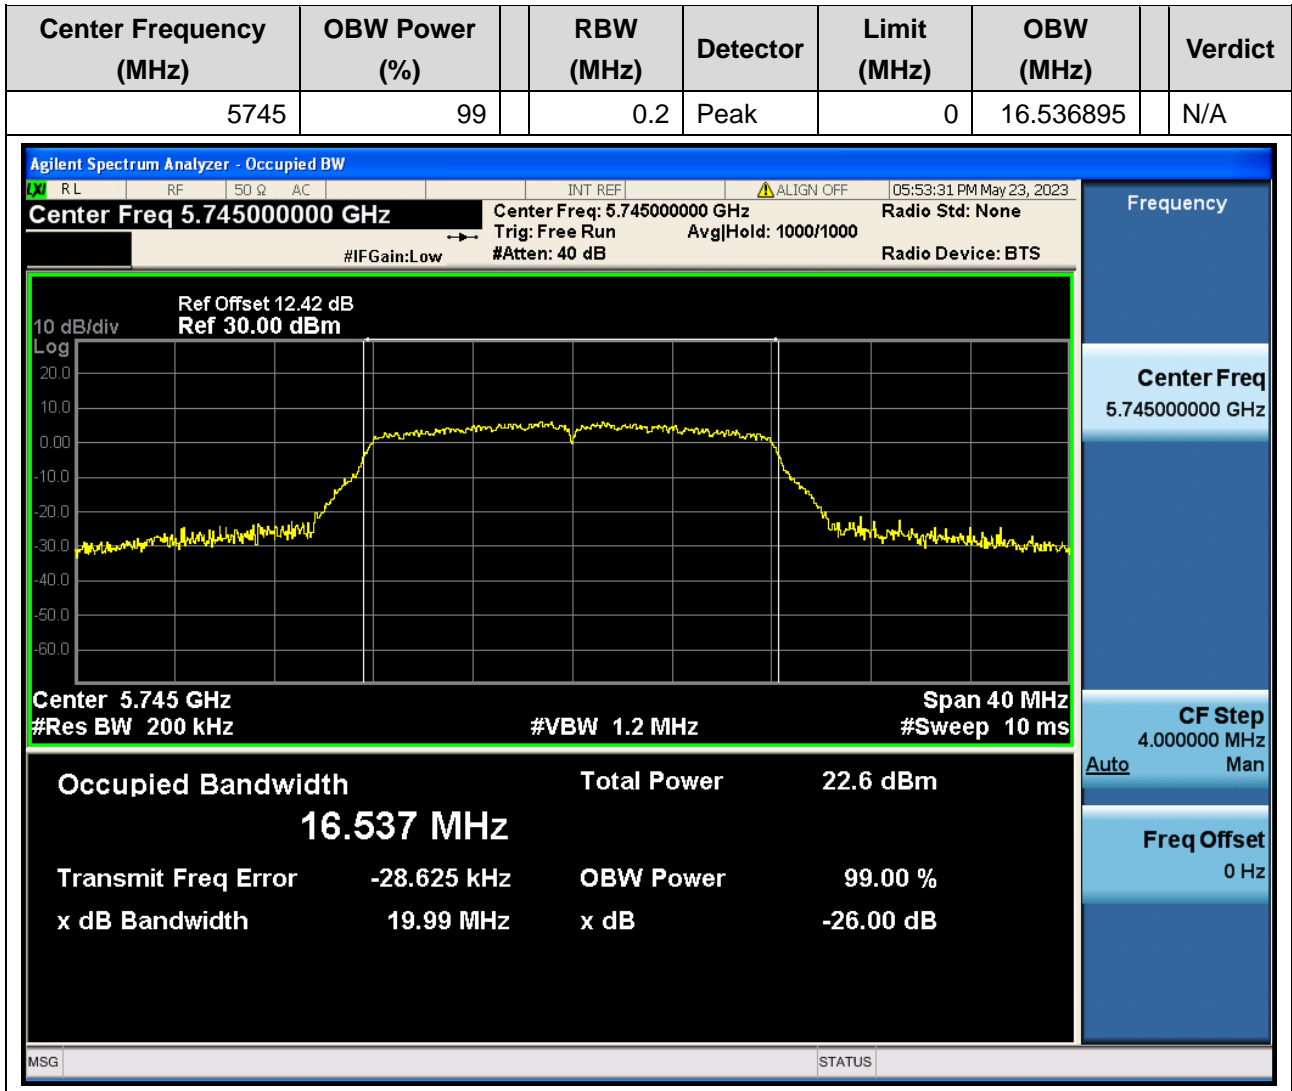 Center Frequency (MHz) OBW Power (%) RBW (MHz) Detector Limit (MHz) OBW (MHz) Verdict
5745 99 0.2 Peak 0 16.536895 N/A
Agilent Spectrum Analyzer - Occupied BW
LXI RL RF 50 Ω AC INT REF ALIGN OFF 05:53:31 PM May 23, 2023
Center Freq 5.745000000 GHz
Center Freq: 5.745000000 GHz
Radio Std: None
Trig: Free Run Avg|Hold: 1000/1000
#IFGain:Low
#Atten: 40 dB
Radio Device: BTS
Ref Offset 12.42 dB
10 dB/div Ref 30.00 dBm
Log
20.0
10.0
0.00
-10.0
-20.0
-30.0
-40.0
-50.0
-60.0
Center 5.745 GHz Span 40 MHz
#Res BW 200 kHz #VBW 1.2 MHz #Sweep 10 ms
Occupied Bandwidth Total Power 22.6 dBm
16.537 MHz
Transmit Freq Error -28.625 kHz OBW Power 99.00 %
x dB Bandwidth 19.99 MHz x dB -26.00 dB
Frequency
Center Freq
5.745000000 GHz
CF Step
4.000000 MHz
Auto Man
Freq Offset
0 Hz
MSG STATUS